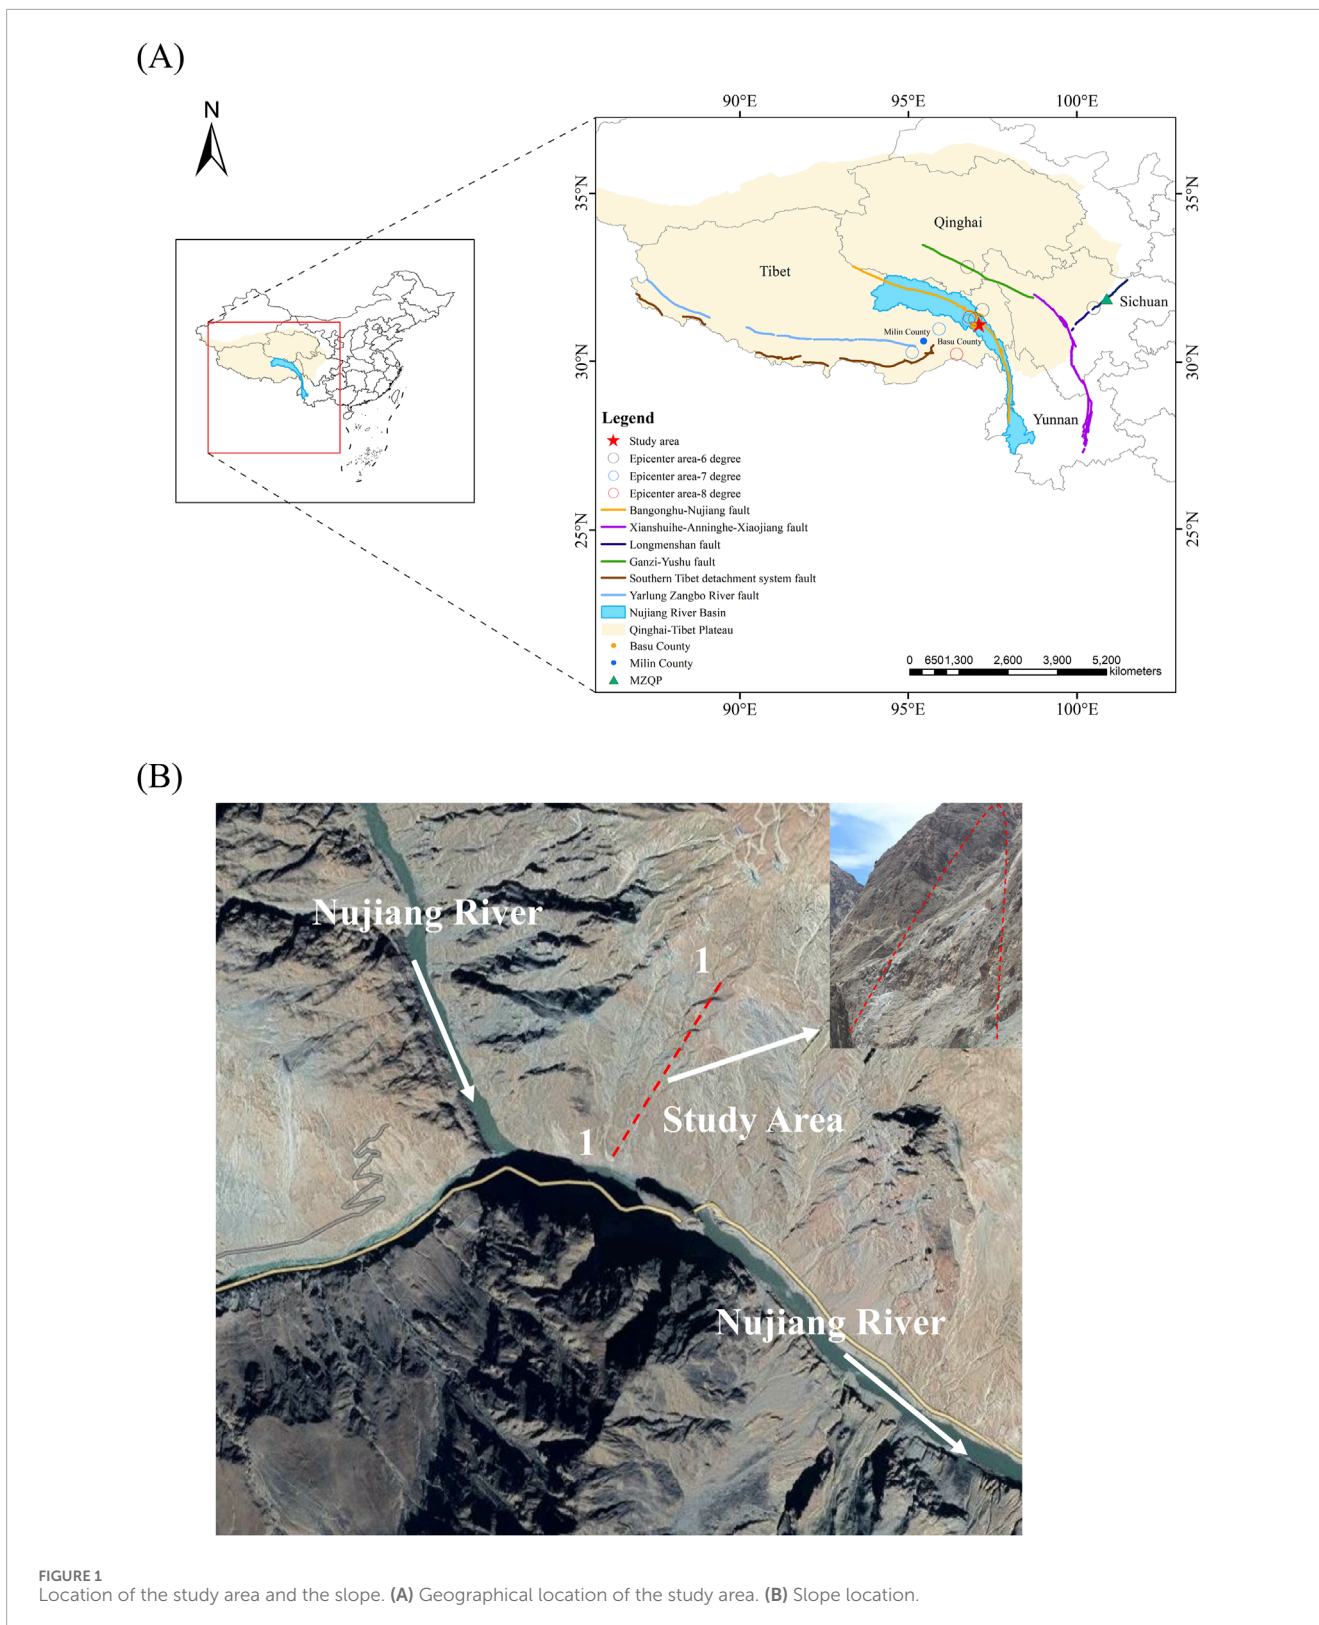 (A)
N
90°E
95°E
100°E
35°N
35°N
Qinghai
Tibet
Sichuan
Milin County
Basu County
30°N
30°N
Yunnan
Legend
Study area
Epicenter area-6 degree
Epicenter area-7 degree
Epicenter area-8 degree
Bangonghu-Nujiang fault
Xianshuihe-Anninghe-Xiaojiang fault
Longmenshan fault
Ganzi-Yushu fault
Southern Tibet detachment system fault
Yarlung Zangbo River fault
Nujiang River Basin
Qinghai-Tibet Plateau
Basu County
Milin County
MZQP
25°N
25°N
0 650 1,300 2,600 3,900 5,200
kilometers
90°E
95°E
100°E
(B)
Nujiang River
1
Study Area
1
Nujiang River
FIGURE 1
Location of the study area and the slope. (A) Geographical location of the study area. (B) Slope location.